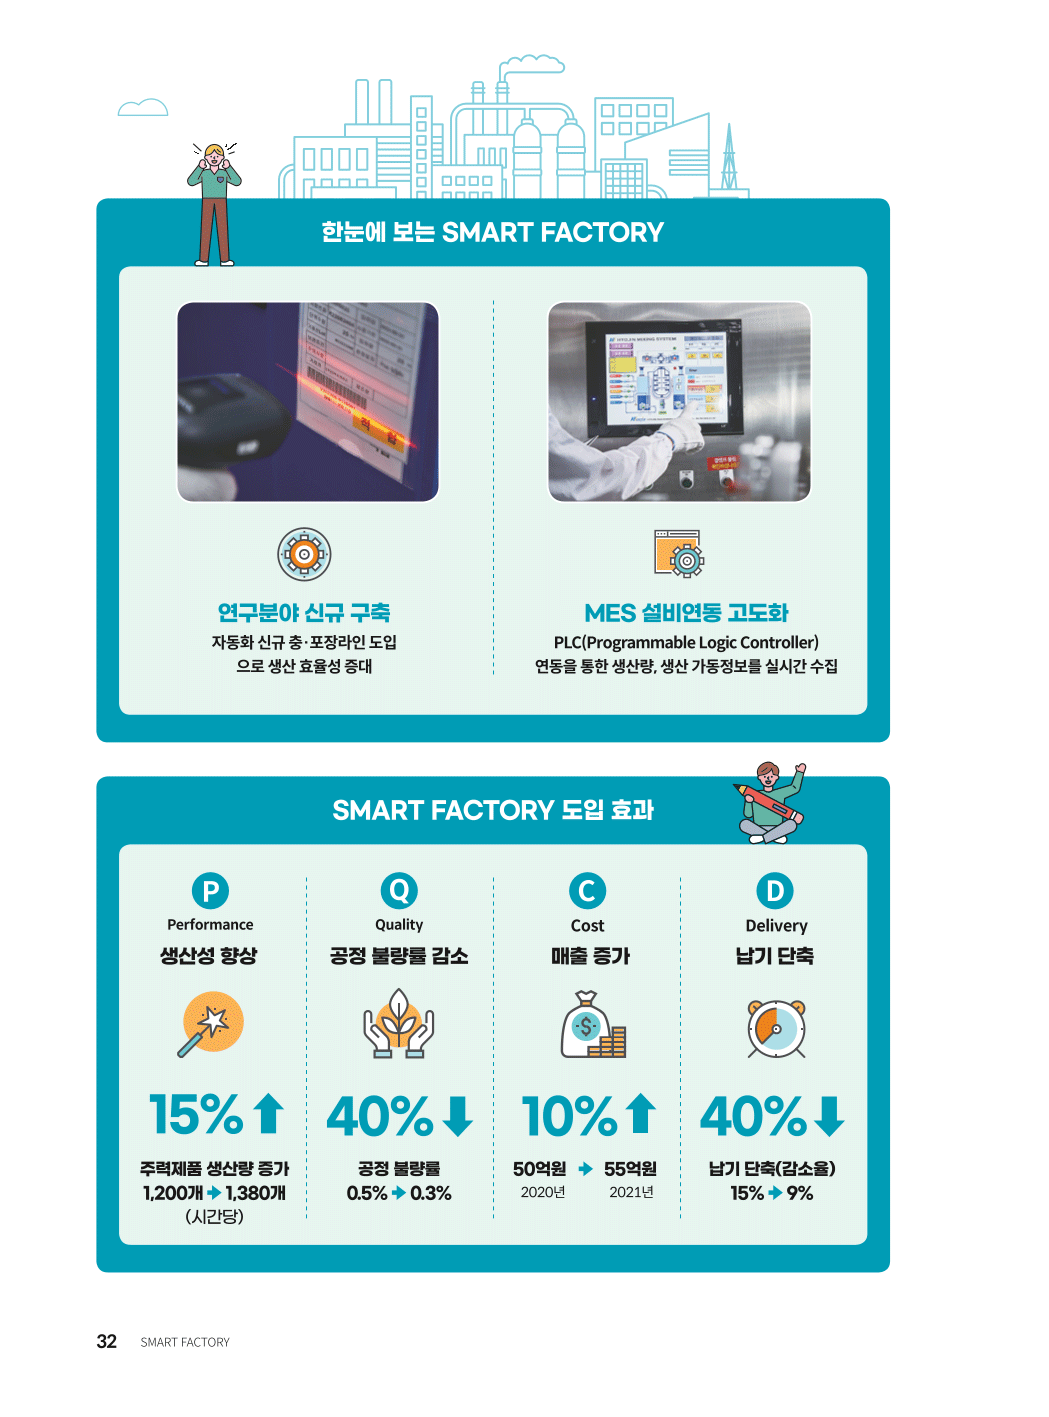 한눈에 보는 SMART FACTORY
HYOJIN MIXING SYSTEM
적 합
연구분야 신규 구축
자동화 신규 충·포장라인 도입
으로 생산 효율성 증대
MES 설비연동 고도화
PLC(Programmable Logic Controller)
연동을 통한 생산량, 생산 가동정보를 실시간 수집
SMART FACTORY 도입 효과
P
Performance
생산성 향상
15%
주력제품 생산량 증가
1,200개 1,380개
(시간당)
Q
Quality
공정 불량률 감소
40%
공정 불량률
0.5% 0.3%
C
Cost
매출 증가
$
10%
50억원 55억원
2020년 2021년
D
Delivery
납기 단축
40%
납기 단축(감소율)
15% 9%
32 SMART FACTORY